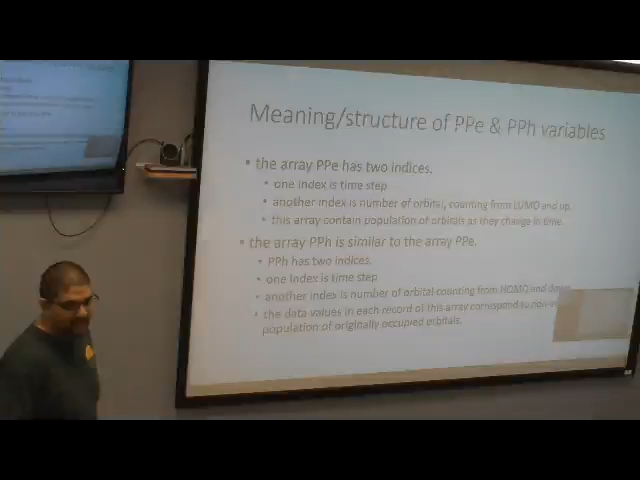 Meaning/structure of PPe & PPh variables
• the array PPe has two indices.
• one index is time step
• another index is number of orbital, counting from LUMO and up.
• this array contain population of orbitals as they change in time.
• the array PPh is similar to the array PPe.
• PPh has two indices.
• one index is time step
• another index is number of orbital counting from HOMO and
• the data values in each record of this array correspond to
population of originally occupied orbitals.